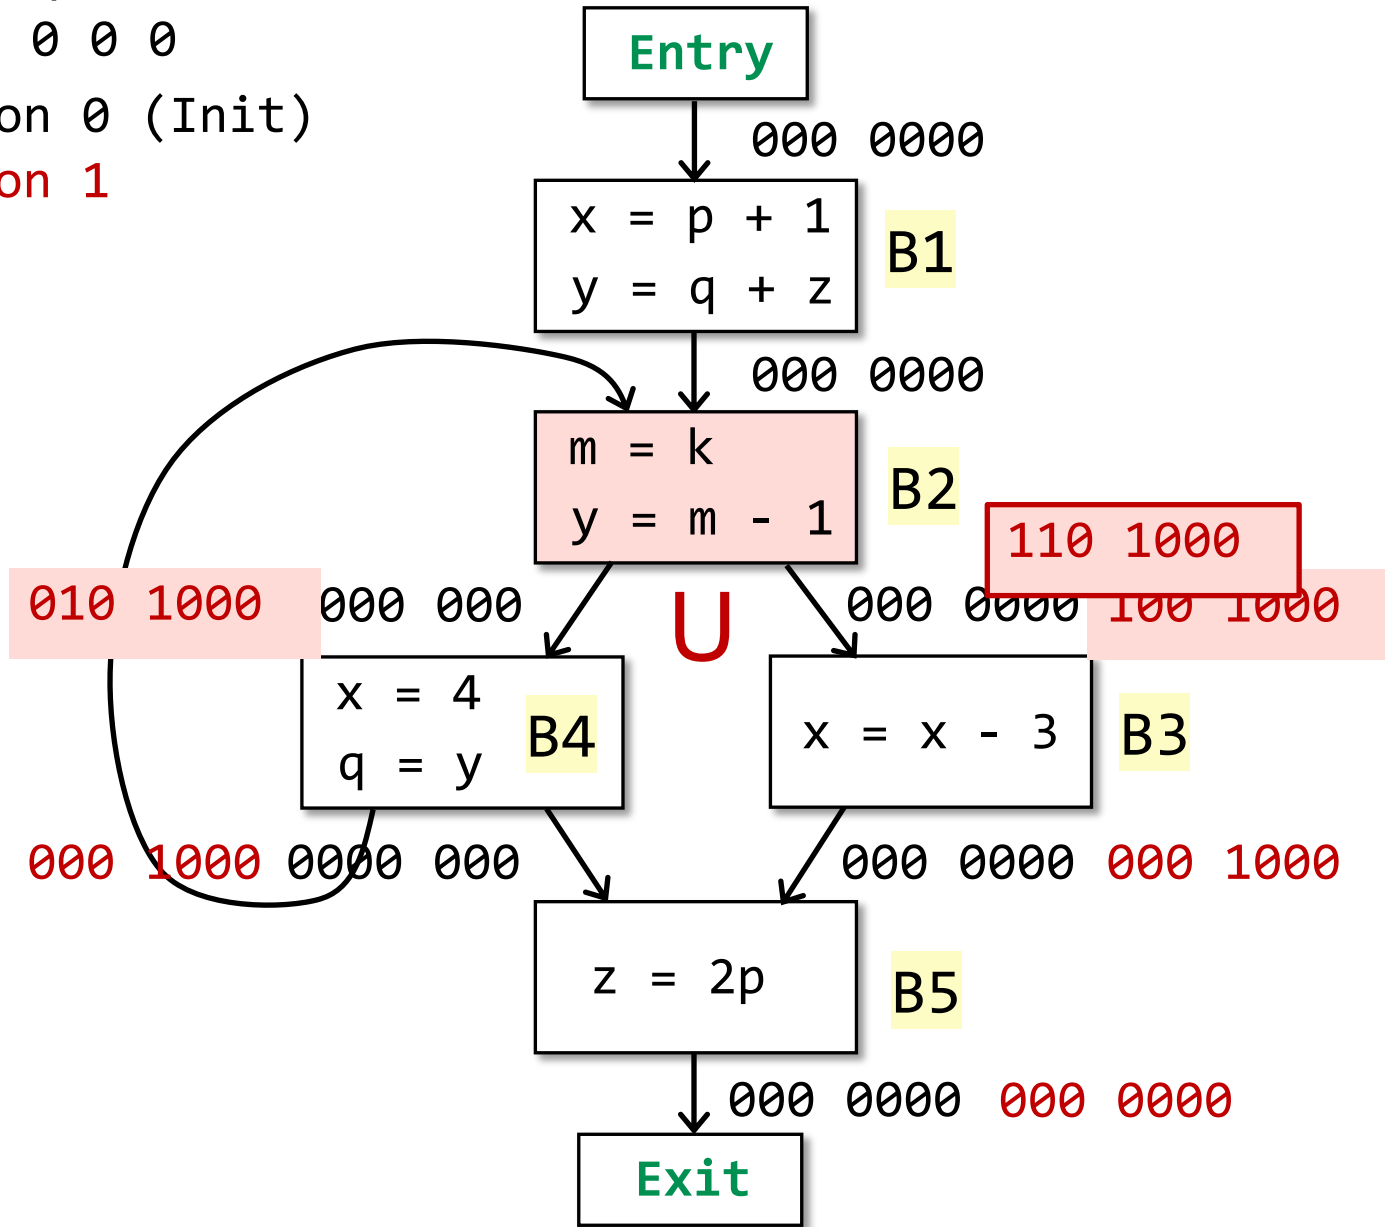 0 0 0
on 0 (Init)
on 1
Entry
000 0000
x = p + 1
y = q + z
B1
000 0000
m = k
y = m - 1
B2
110 1000
010 1000
000 000
U
000 0000
100 1000
x = 4
q = y
B4
x = x - 3
B3
000 1000
0000 000
000 0000
000 1000
z = 2p
B5
000 0000
000 0000
Exit